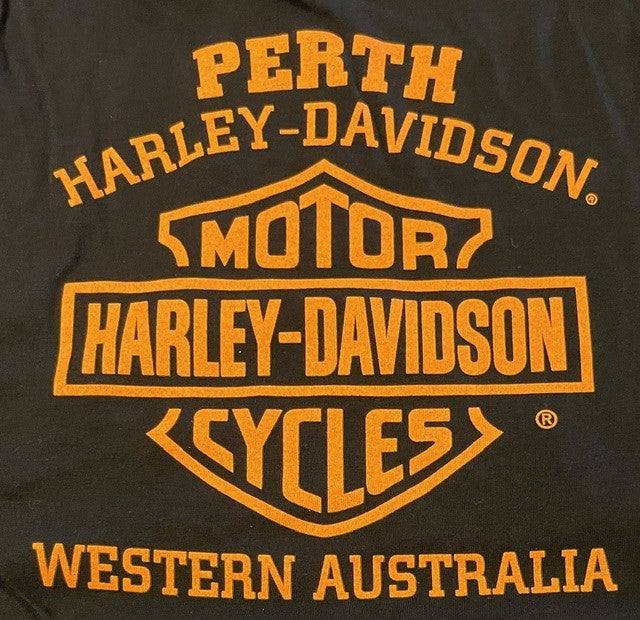 PERTH
HARLEY-DAVIDSON®
MOTOR
HARLEY-DAVIDSON
CYCLES ®
WESTERN AUSTRALIA